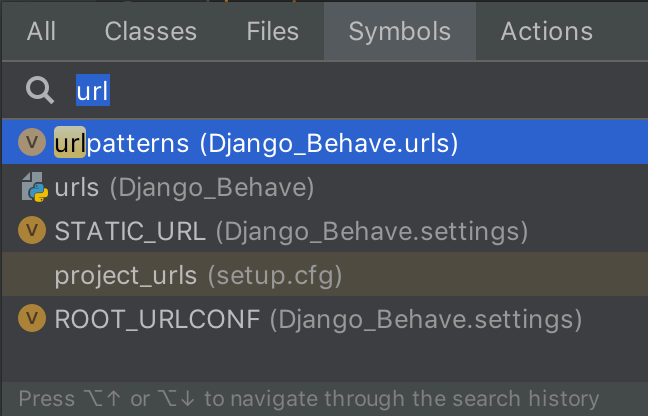 All Classes Files Symbols Actions
url
V urlpatterns (Django_Behave.urls)
urls (Django_Behave)
V STATIC_URL (Django_Behave.settings)
project_urls (setup.cfg)
V ROOT_URLCONF (Django_Behave.settings)
Press ⌥↑ or ⌥↓ to navigate through the search history